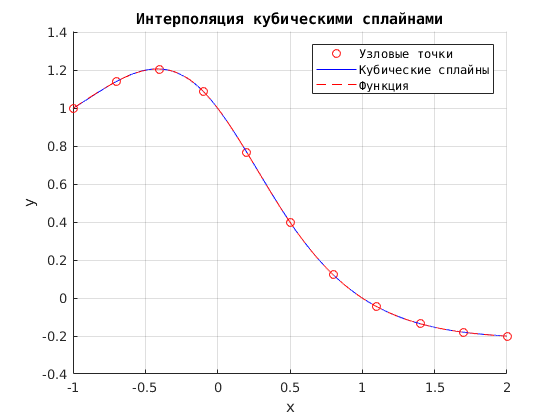 Интерполяция кубическими сплайнами
1.4
1.2
1
0.8
0.6
0.4
0.2
0
-0.2
-0.4
y
Узловые точки
Кубические сплайны
Функция
-1 -0.5 0 0.5 1 1.5 2
x